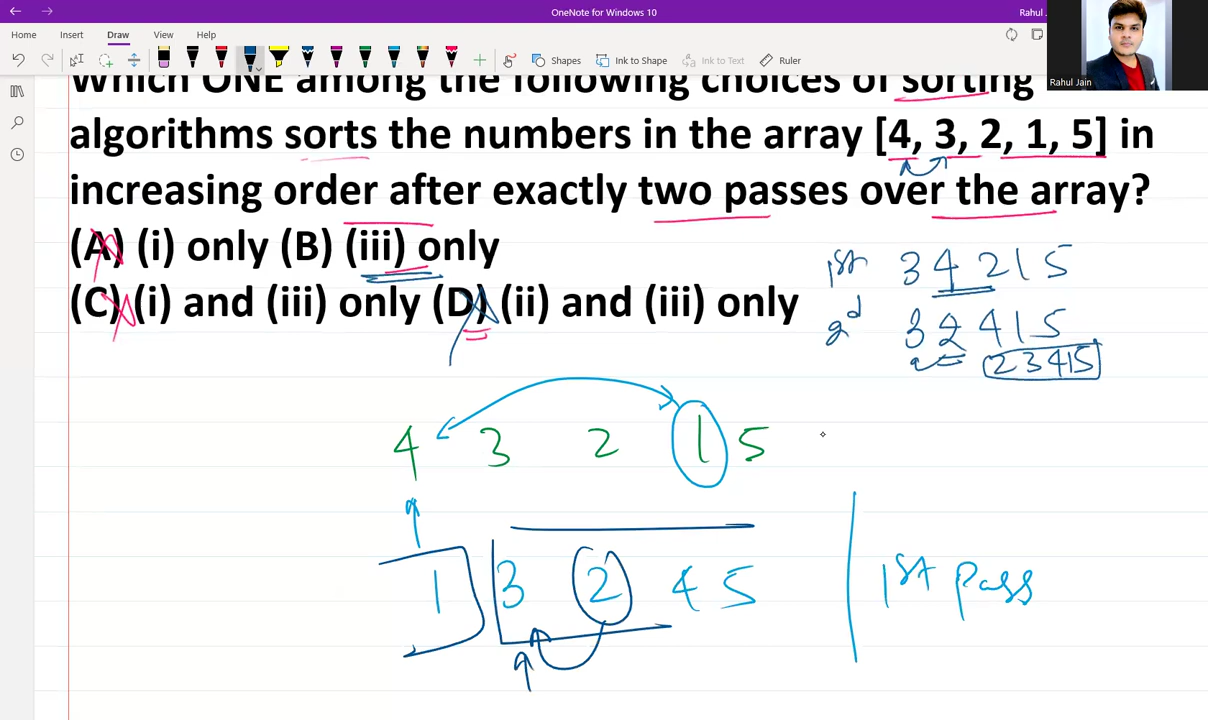 OneNote for Windows 10
Rahul J
Home Insert Draw View Help
Shapes Ink to Shape Ink to Text Ruler
Rahul Jain
Which ONE among the following choices of sorting
algorithms sorts the numbers in the array [4, 3, 2, 1, 5] in
increasing order after exactly two passes over the array?
(A) (i) only (B) (iii) only
(C) (i) and (iii) only (D) (ii) and (iii) only
1st 3 4 2 1 5
2d 3 2 4 1 5
2 3 4 1 5
4 3 2 1 5
1 3 2 4 5
1st Pass